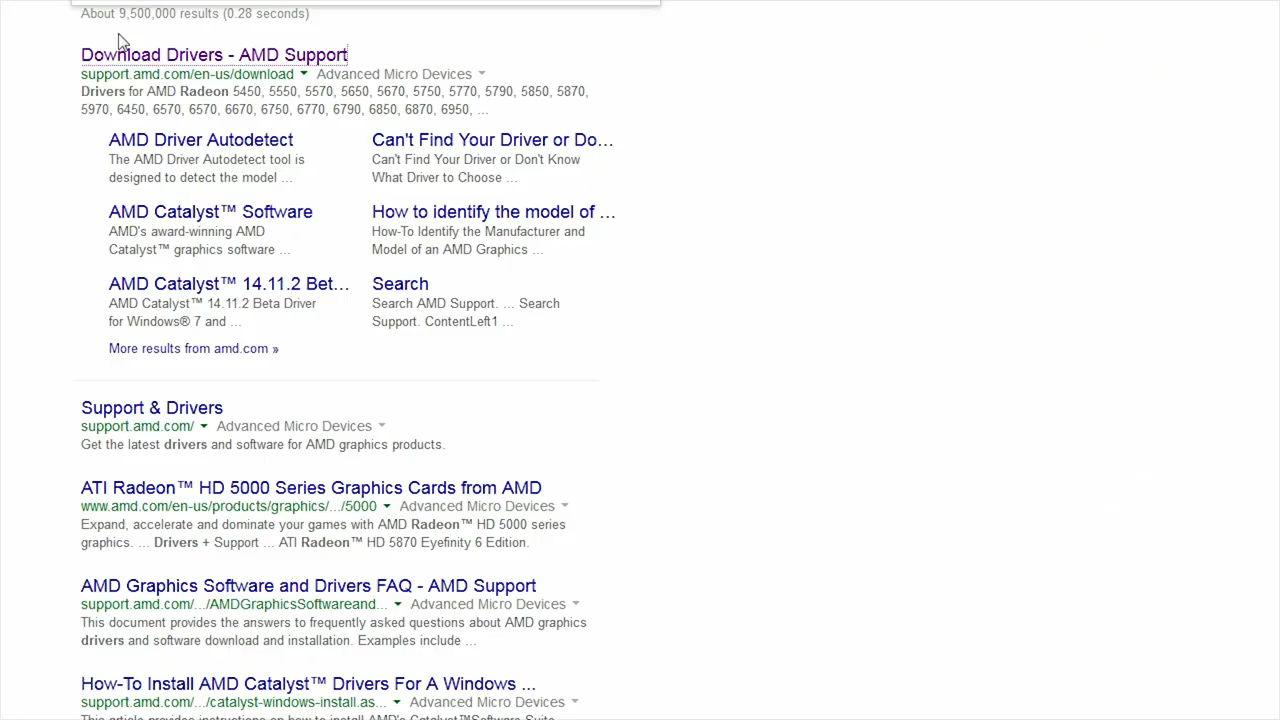 About 9,500,000 results (0.28 seconds)
Download Drivers - AMD Support
support.amd.com/en-us/download Advanced Micro Devices
Drivers for AMD Radeon 5450, 5550, 5570, 5650, 5670, 5750, 5770, 5790, 5850, 5870,
5970, 6450, 6570, 6570, 6670, 6750, 6770, 6790, 6850, 6870, 6950, ...
AMD Driver Autodetect
The AMD Driver Autodetect tool is
designed to detect the model ...
Can't Find Your Driver or Do...
Can't Find Your Driver or Don't Know
What Driver to Choose ...
AMD Catalyst™ Software
AMD's award-winning AMD
Catalyst™ graphics software ...
How to identify the model of ...
How-To Identify the Manufacturer and
Model of an AMD Graphics ...
AMD Catalyst™ 14.11.2 Bet...
AMD Catalyst™ 14.11.2 Beta Driver
for Windows® 7 and ...
Search
Search AMD Support. ... Search
Support. ContentLeft1 ...
More results from amd.com »
Support & Drivers
support.amd.com/ Advanced Micro Devices
Get the latest drivers and software for AMD graphics products.
ATI Radeon™ HD 5000 Series Graphics Cards from AMD
www.amd.com/en-us/products/graphics/.../5000 Advanced Micro Devices
Expand, accelerate and dominate your games with AMD Radeon™ HD 5000 series
graphics. ... Drivers + Support ... ATI Radeon™ HD 5870 Eyefinity 6 Edition.
AMD Graphics Software and Drivers FAQ - AMD Support
support.amd.com/.../AMDGraphicsSoftwareand... Advanced Micro Devices
This document provides the answers to frequently asked questions about AMD graphics
drivers and software download and installation. Examples include ...
How-To Install AMD Catalyst™ Drivers For A Windows ...
support.amd.com/.../catalyst-windows-install.as... Advanced Micro Devices
This article provides instructions on how to install AMD's Catalyst™Software Suite